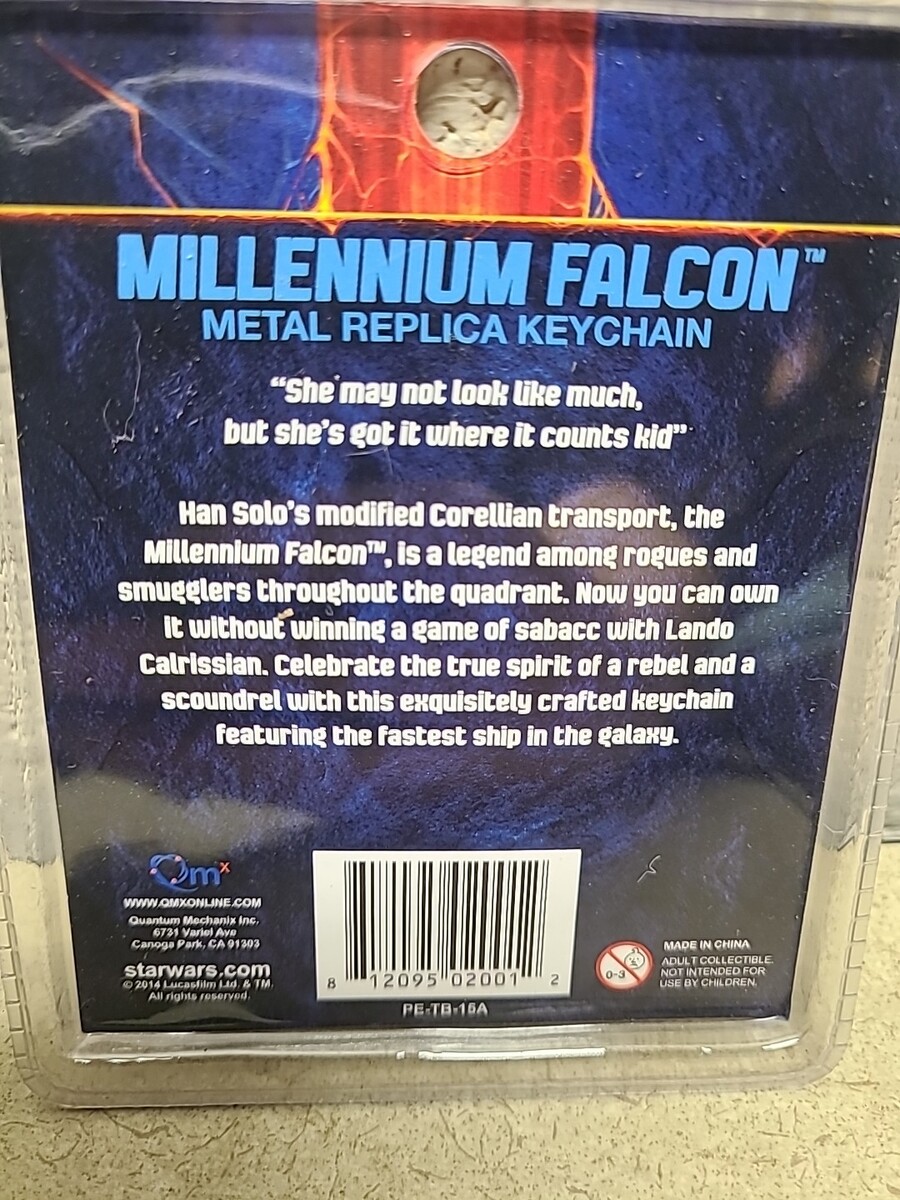 MILLENNIUM FALCON™
METAL REPLICA KEYCHAIN
“She may not look like much,
but she’s got it where it counts kid”
Han Solo’s modified Corellian transport, the
Millennium Falcon™, is a legend among rogues and
smugglers throughout the quadrant. Now you can own
it without winning a game of sabacc with Lando
Calrissian. Celebrate the true spirit of a rebel and a
scoundrel with this exquisitely crafted keychain
featuring the fastest ship in the galaxy.
Qmx
WWW.QMXONLINE.COM
Quantum Mechanix Inc.
6731 Variel Ave
Canoga Park, CA 91303
starwars.com
© 2014 Lucasfilm Ltd. & TM.
All rights reserved.
8 12095 02001 2
PE-TB-15A
0-3
MADE IN CHINA
ADULT COLLECTIBLE.
NOT INTENDED FOR
USE BY CHILDREN.